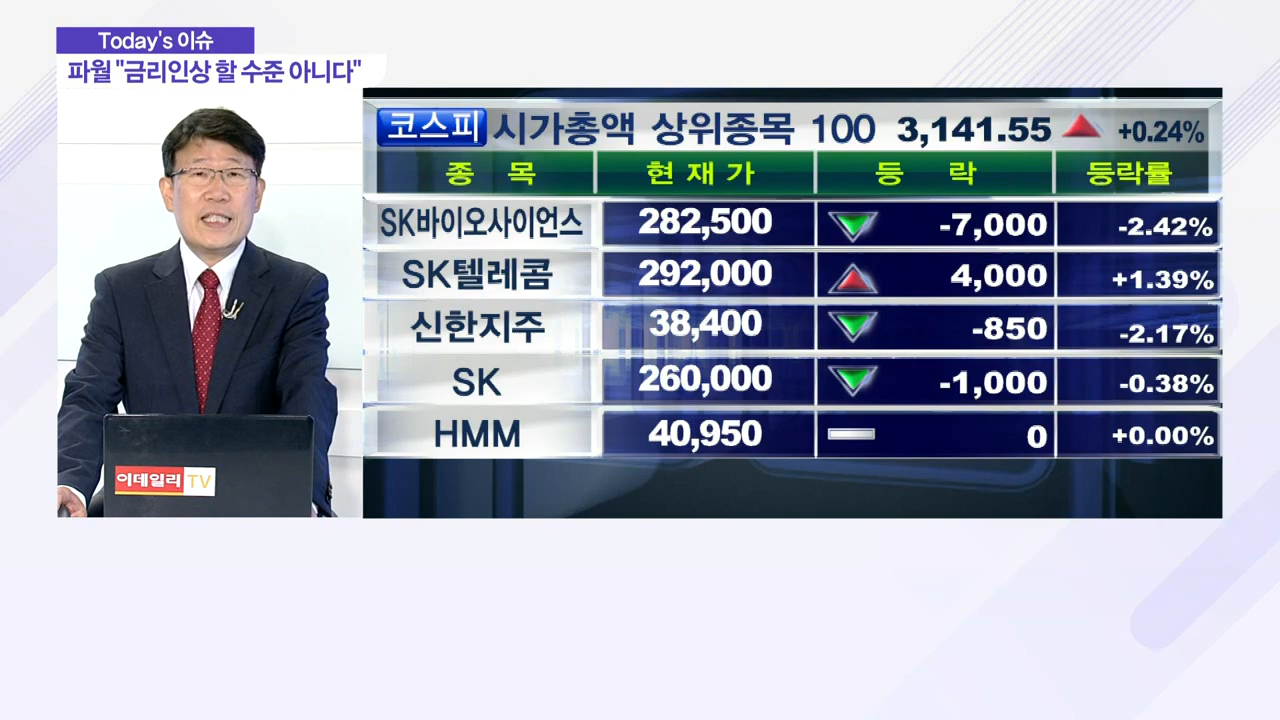 Today's 이슈
파월 "금리인상 할 수준 아니다"
코스피 시가총액 상위종목 100 3,141.55 +0.24%
종 목 현 재 가 등 락 등락률
SK바이오사이언스 282,500 -7,000 -2.42%
SK텔레콤 292,000 4,000 +1.39%
신한지주 38,400 -850 -2.17%
SK 260,000 -1,000 -0.38%
HMM 40,950 0 +0.00%
이데일리 TV